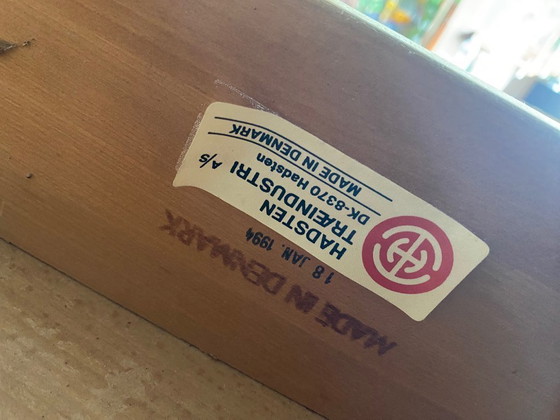 HADSTEN
TRÆINDUSTRI A/S
DK-8370 Hadsten
MADE IN DENMARK
18 JAN. 1994
MADE IN DENMARK